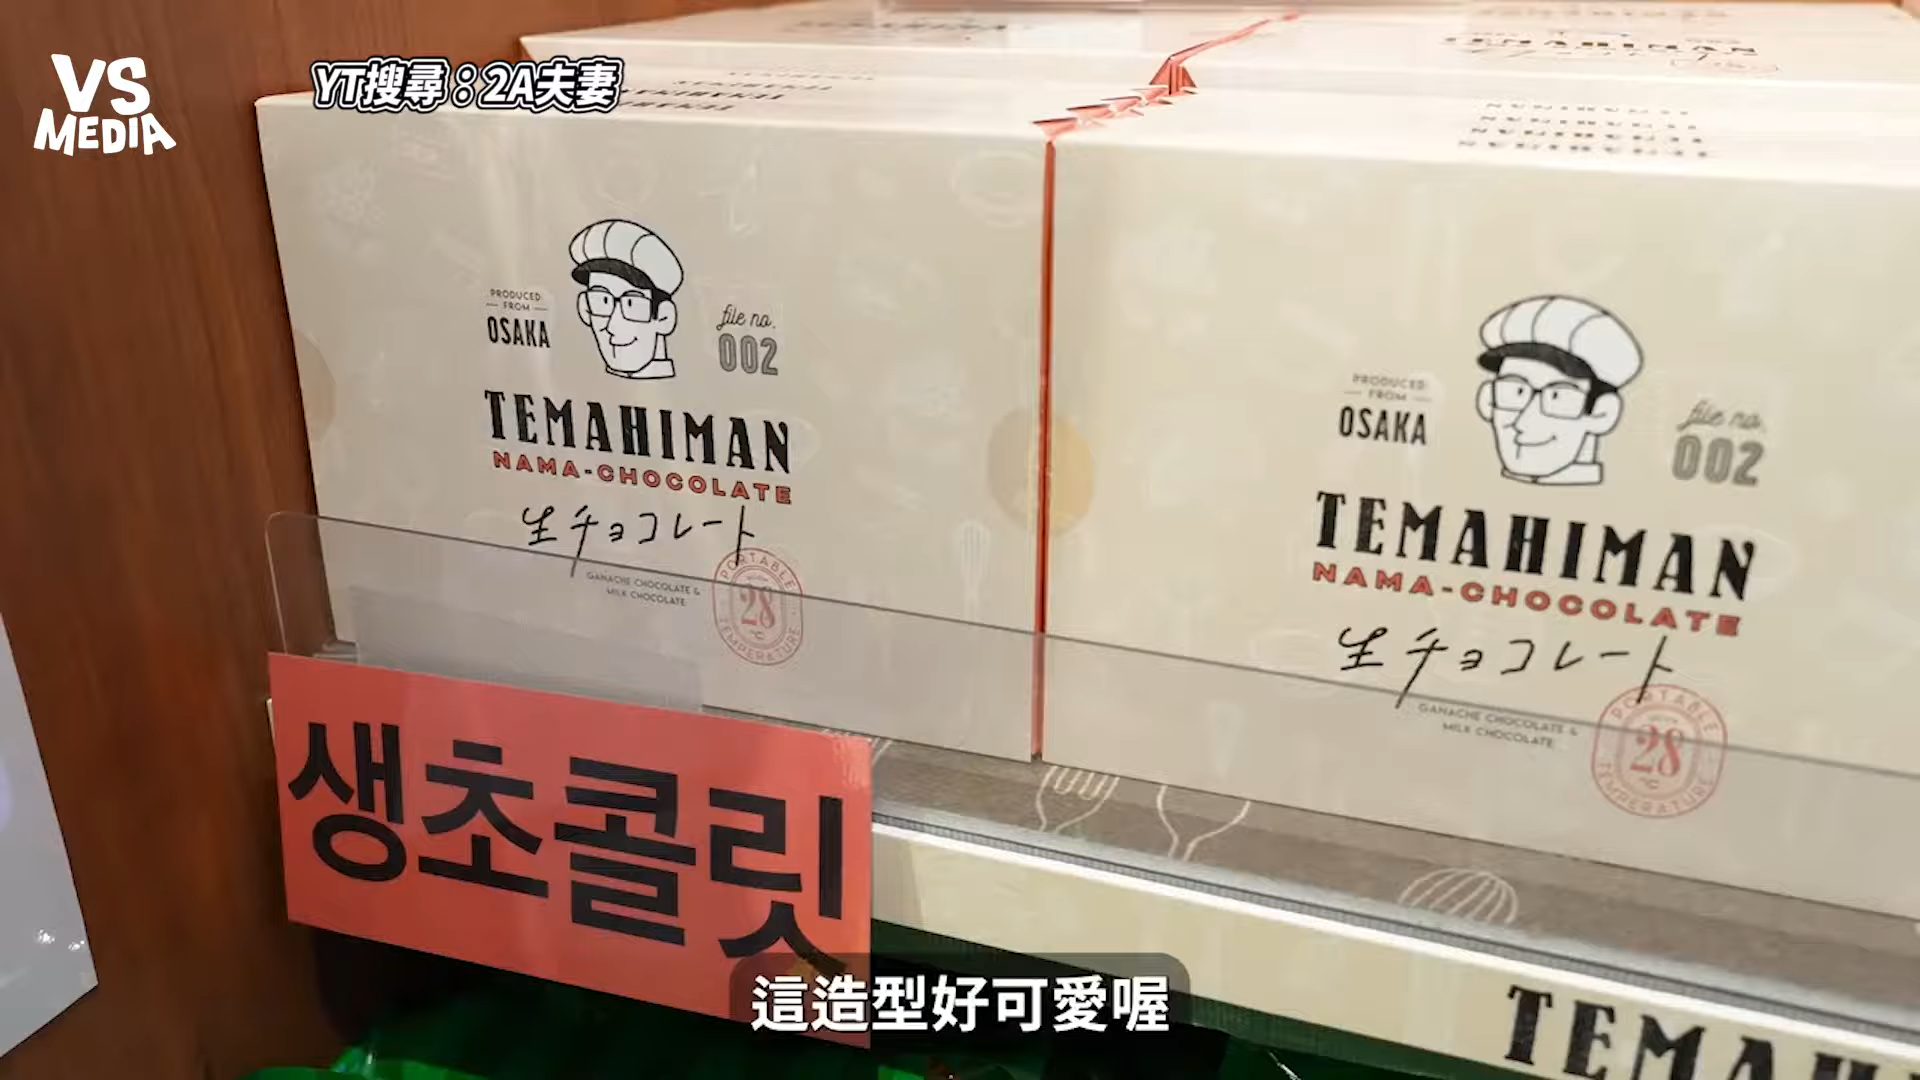 VS
MEDIA
YT搜尋：2A夫妻
TEMAHIMAN
PRODUCED
FROM
OSAKA
file no.
002
TEMAHIMAN
NAMA-CHOCOLATE
生チョコレート
GANACHE CHOCOLATE &
MILK CHOCOLATE
PORTABLE
28
℃
TEMPERATURE
PRODUCED
FROM
OSAKA
file no.
002
TEMAHIMAN
NAMA-CHOCOLATE
生チョコレート
GANACHE CHOCOLATE &
MILK CHOCOLATE
PORTABLE
28
℃
TEMPERATURE
생초콜릿
這造型好可愛喔